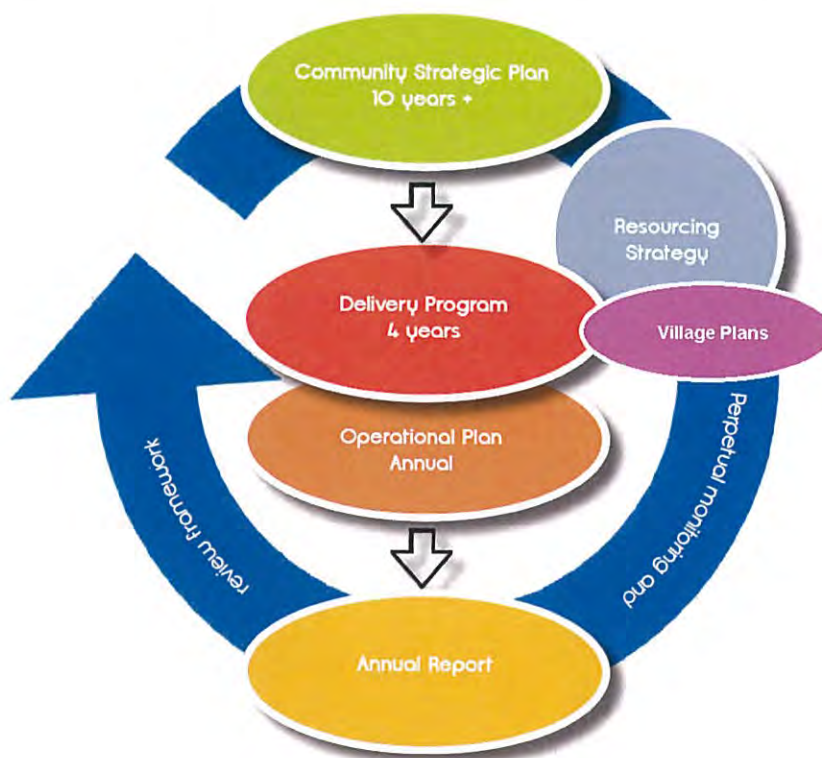 Community Strategic Plan
10 years +
Resourcing
Strategy
Delivery Program
4 years
Village Plans
Operational Plan
Annual
Perpetual monitoring and
review framework
Annual Report